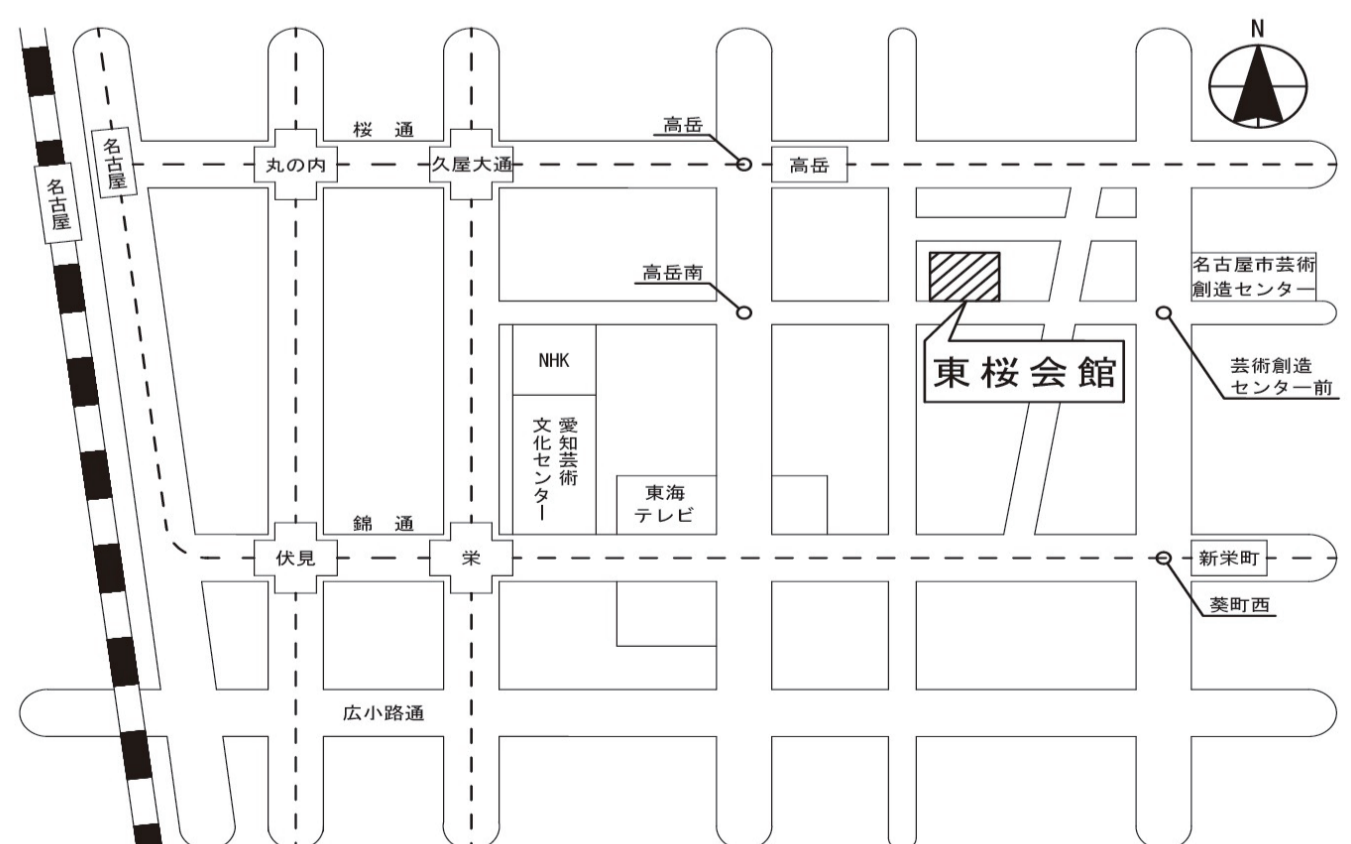 N
桜通
高岳
名古屋
丸の内
久屋大通
高岳
名古屋
名古屋市芸術
創造センター
高岳南
NHK
東桜会館
芸術創造
センター前
愛知芸術
文化センター
東海
テレビ
錦通
伏見
栄
新栄町
葵町西
広小路通